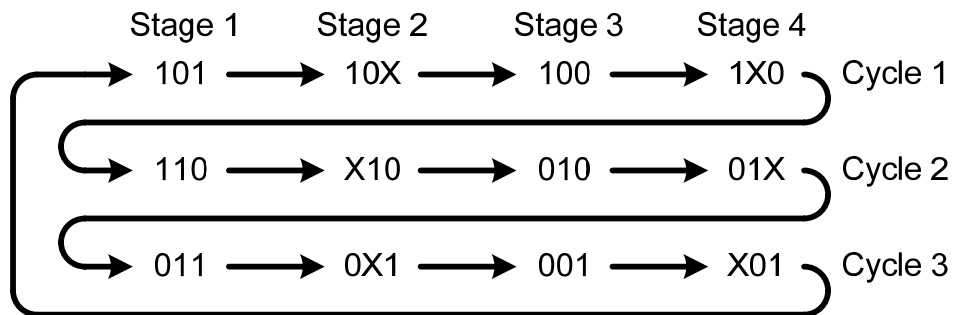 Stage 1 Stage 2 Stage 3 Stage 4
101 10X 100 1X0 Cycle 1
110 X10 010 01X Cycle 2
011 0X1 001 X01 Cycle 3